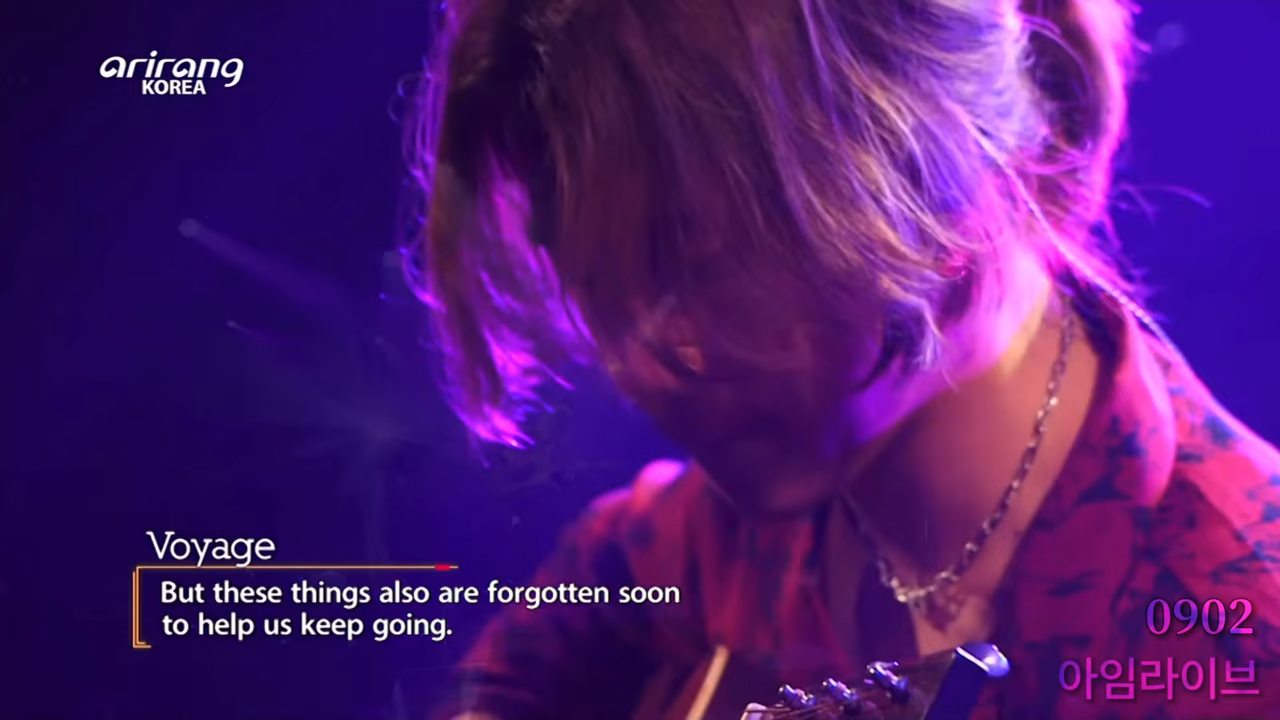 arirang
KOREA
Voyage
But these things also are forgotten soon
to help us keep going.
0902
아임라이브